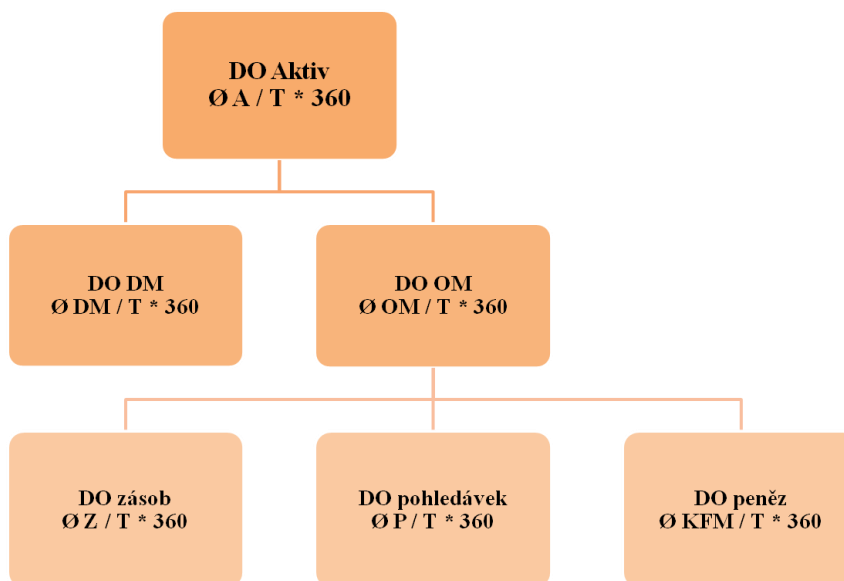 DO Aktiv
Ø A / T * 360
DO DM
Ø DM / T * 360
DO OM
Ø OM / T * 360
DO zásob
Ø Z / T * 360
DO pohledávek
Ø P / T * 360
DO peněz
Ø KFM / T * 360